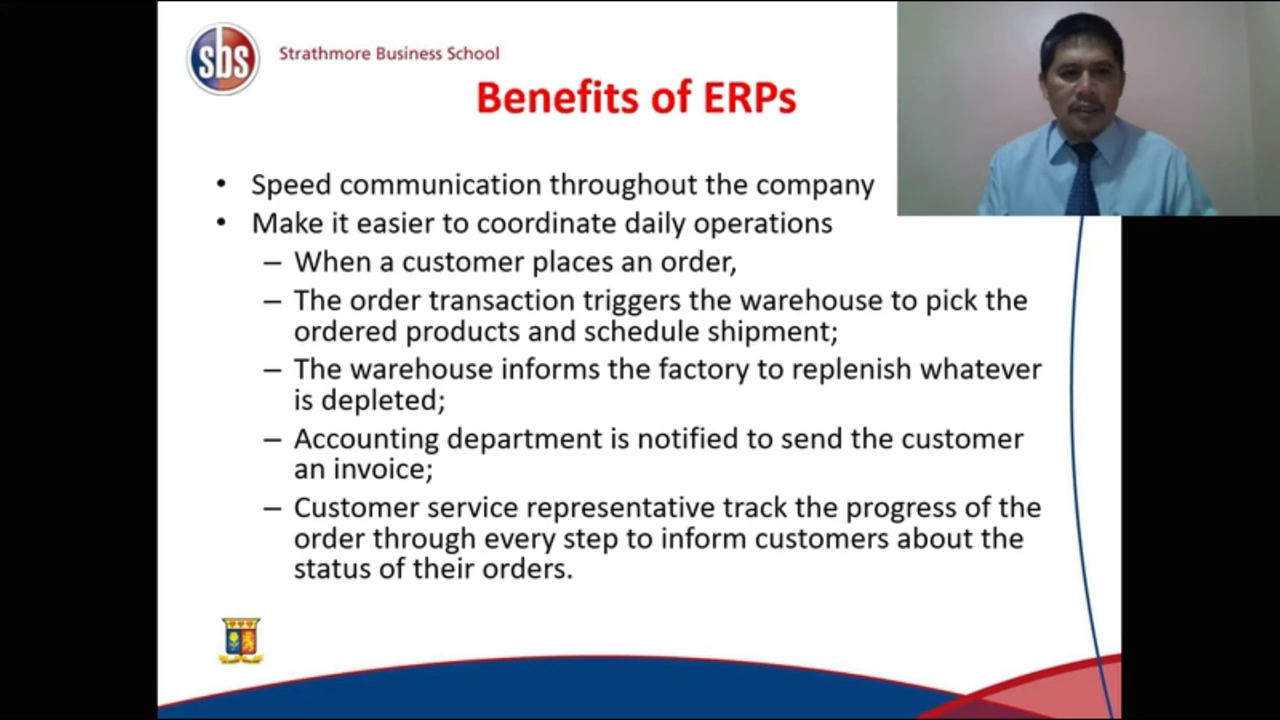 sbs
Strathmore Business School
Benefits of ERPs
• Speed communication throughout the company
• Make it easier to coordinate daily operations
– When a customer places an order,
– The order transaction triggers the warehouse to pick the
ordered products and schedule shipment;
– The warehouse informs the factory to replenish whatever
is depleted;
– Accounting department is notified to send the customer
an invoice;
– Customer service representative track the progress of the
order through every step to inform customers about the
status of their orders.